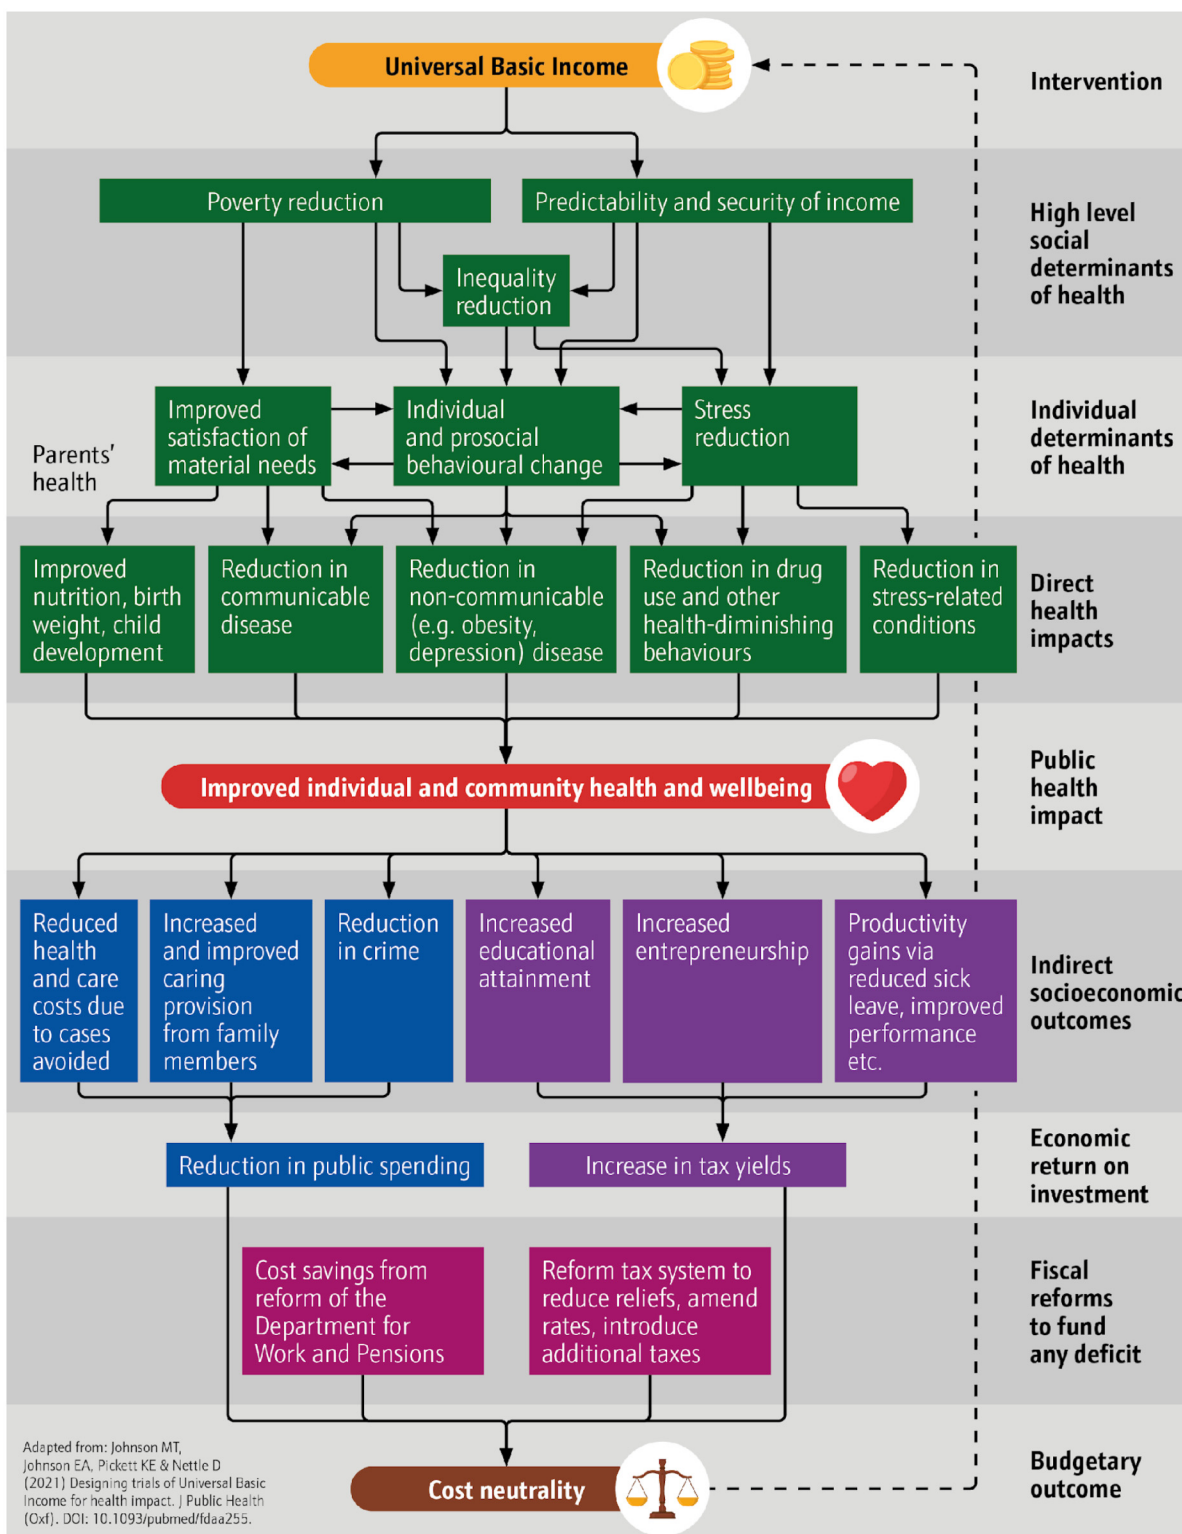 Universal Basic Income
Intervention
Poverty reduction
Predictability and security of income
Inequality
reduction
High level
social
determinants
of health
Improved
satisfaction of
material needs
Individual
and prosocial
behavioural change
Stress
reduction
Individual
determinants
of health
Parents’
health
Improved
nutrition, birth
weight, child
development
Reduction in
communicable
disease
Reduction in
non-communicable
(e.g. obesity,
depression) disease
Reduction in drug
use and other
health-diminishing
behaviours
Reduction in
stress-related
conditions
Direct
health
impacts
Improved individual and community health and wellbeing
Public
health
impact
Reduced
health
and care
costs due
to cases
avoided
Increased
and improved
caring
provision
from family
members
Reduction
in crime
Increased
educational
attainment
Increased
entrepreneurship
Productivity
gains via
reduced sick
leave, improved
performance
etc.
Indirect
socioeconomic
outcomes
Reduction in public spending
Increase in tax yields
Economic
return on
investment
Cost savings from
reform of the
Department for
Work and Pensions
Reform tax system to
reduce reliefs, amend
rates, introduce
additional taxes
Fiscal
reforms
to fund
any deficit
Adapted from: Johnson MT,
Johnson EA, Pickett KE & Nettle D
(2021) Designing trials of Universal Basic
Income for health impact. J Public Health
(Oxf). DOI: 10.1093/pubmed/fdaa255.
Cost neutrality
Budgetary
outcome